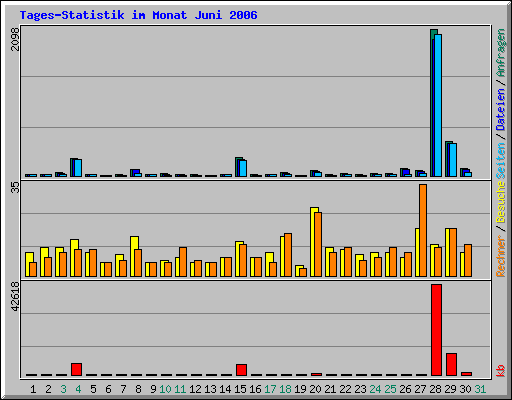 Tages-Statistik im Monat Juni 2006
2098
35
42618
Seiten / Dateien / Anfragen
Rechner / Besuche
kb
1 2 3 4 5 6 7 8 9 10 11 12 13 14 15 16 17 18 19 20 21 22 23 24 25 26 27 28 29 30 31